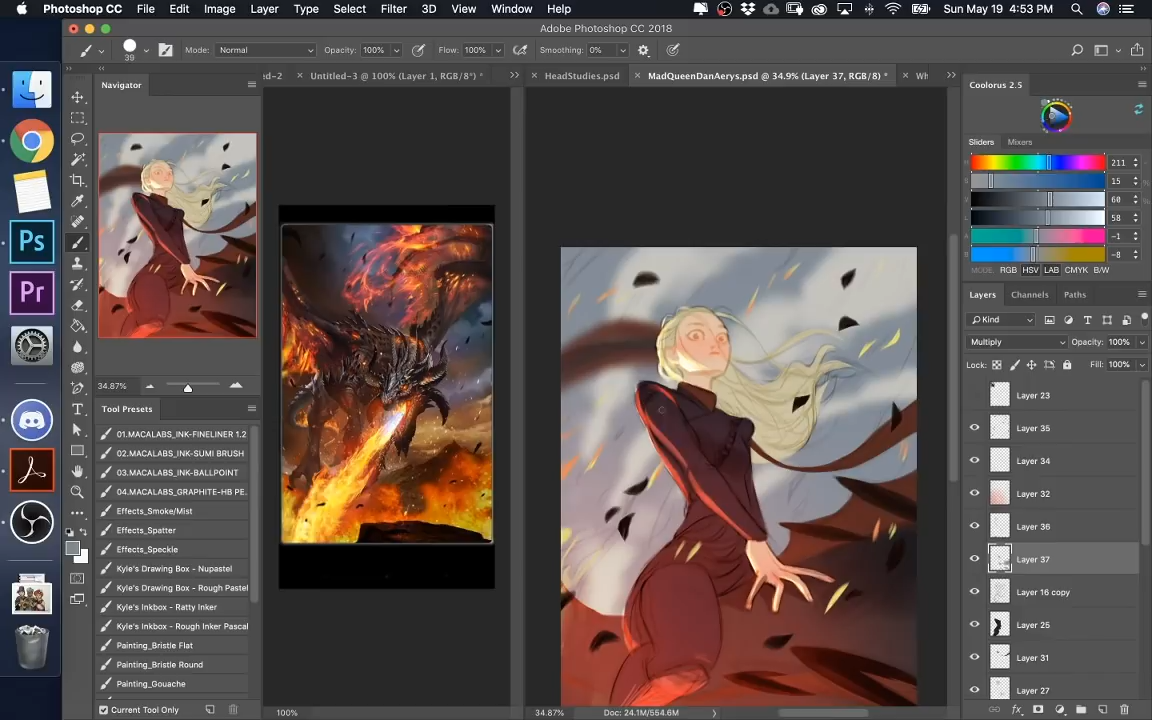 Photoshop CC File Edit Image Layer Type Select Filter 3D View Window Help Sun May 19 4:53 PM
Adobe Photoshop CC 2018
39 Mode: Normal Opacity: 100% Flow: 100% Smoothing: 0%
Navigator
ed-2 × Untitled-3 @ 100% (Layer 1, RGB/8*) * × HeadStudies.psd × MadQueenDanAerys.psd @ 34.9% (Layer 37, RGB/8) * × Wh
Coolorus 2.5
Sliders Mixers
H 211
S 15
60
L 58
A -1
-8
MODE: RGB HSV LAB CMYK B/W
Layers Channels Paths
Kind
Multiply Opacity: 100%
Lock: Fill: 100%
Layer 23
Layer 35
Layer 34
Layer 32
Layer 36
Layer 37
Layer 16 copy
Layer 25
Layer 31
Layer 27
34.87%
Tool Presets
01.MACALABS_INK-FINELINER 1.2
02.MACALABS_INK-SUMI BRUSH
03.MACALABS_INK-BALLPOINT
04.MACALABS_GRAPHITE-HB PE...
Effects_Smoke/Mist
Effects_Spatter
Effects_Speckle
Kyle's Drawing Box - Nupastel
Kyle's Drawing Box - Rough Pastel
Kyle's Inkbox - Ratty Inker
Kyle's Inkbox - Rough Inker Pascal
Painting_Bristle Flat
Painting_Bristle Round
Painting_Gouache
Current Tool Only
100%
34.87% Doc: 24.1M/554.6M
Ps
Pr
fx